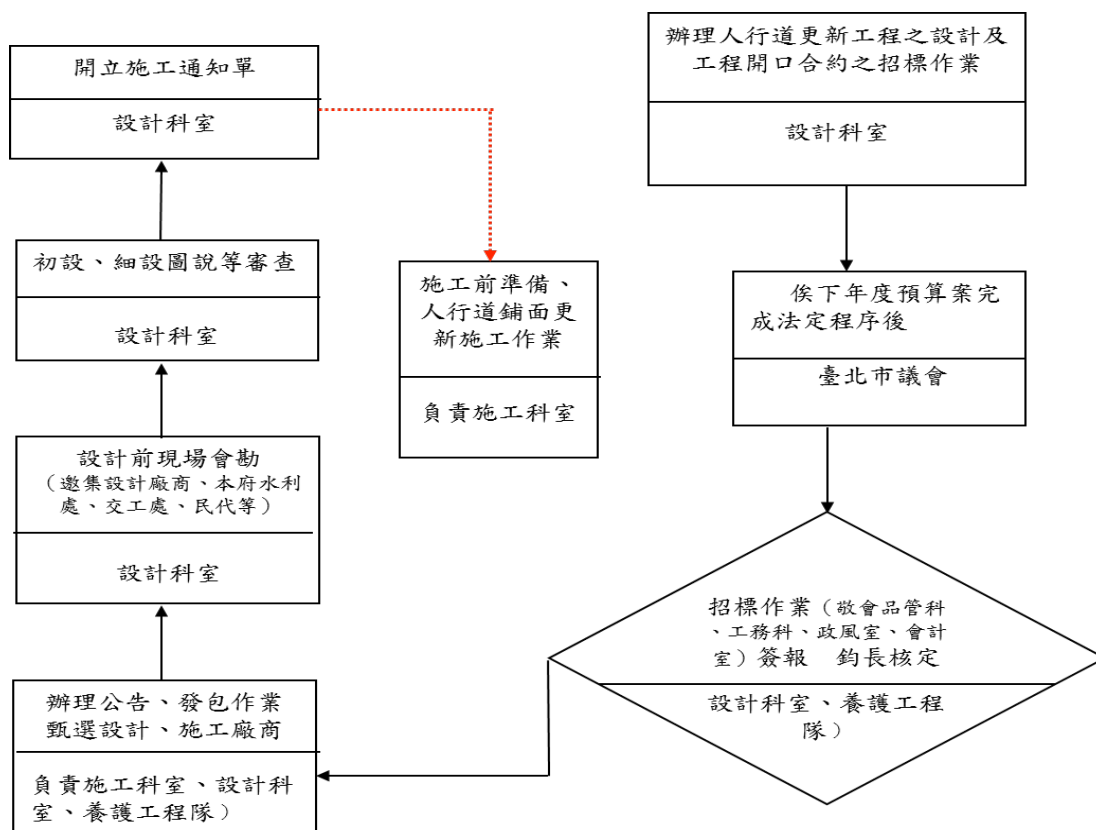 辦理人行道更新工程之設計及
工程開口合約之招標作業
設計科室
俟下年度預算案完
成法定程序後
臺北市議會
招標作業（敬會品管科
、工務科、政風室、會計
室）簽報　鈞長核定
設計科室、養護工程
隊）
辦理公告、發包作業
甄選設計、施工廠商
負責施工科室、設計科
室、養護工程隊）
設計前現場會勘
（邀集設計廠商、本府水利
處、交工處、民代等）
設計科室
初設、細設圖說等審查
設計科室
開立施工通知單
設計科室
施工前準備、
人行道鋪面更
新施工作業
負責施工科室